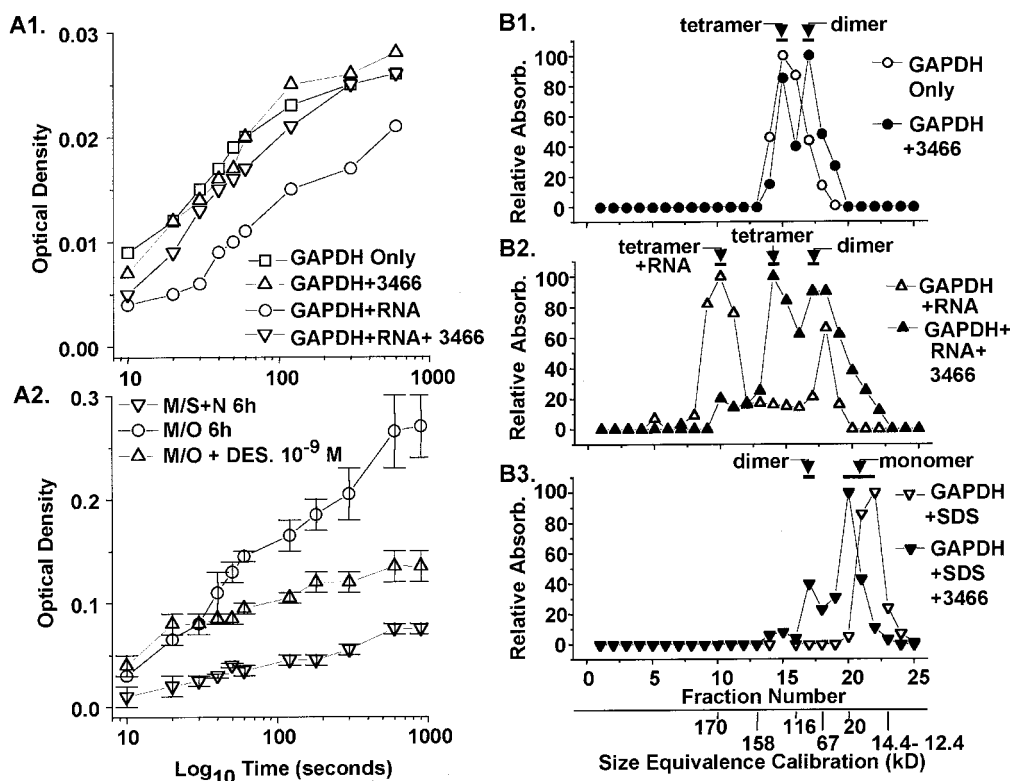 A1.
0.03
0.02
0.01
0.00
Optical Density
10
100
1000
GAPDH Only
GAPDH+3466
GAPDH+RNA
GAPDH+RNA+ 3466
A2.
0.3
0.2
0.1
0.0
Optical Density
M/S+N 6h
M/O 6h
M/O + DES. 10-9 M
10
100
1000
Log10 Time (seconds)
B1.
tetramer
dimer
100
80
60
40
20
0
Relative Absorb.
GAPDH
Only
GAPDH
+3466
B2.
tetramer
+RNA
tetramer
dimer
100
80
60
40
20
0
Relative Absorb.
GAPDH
+RNA
GAPDH+
RNA+
3466
B3.
dimer
monomer
100
80
60
40
20
0
Relative Absorb.
GAPDH
+SDS
GAPDH
+SDS
+3466
0
5
10
15
20
25
Fraction Number
170
158
116
67
20
14.4- 12.4
Size Equivalence Calibration (kD)